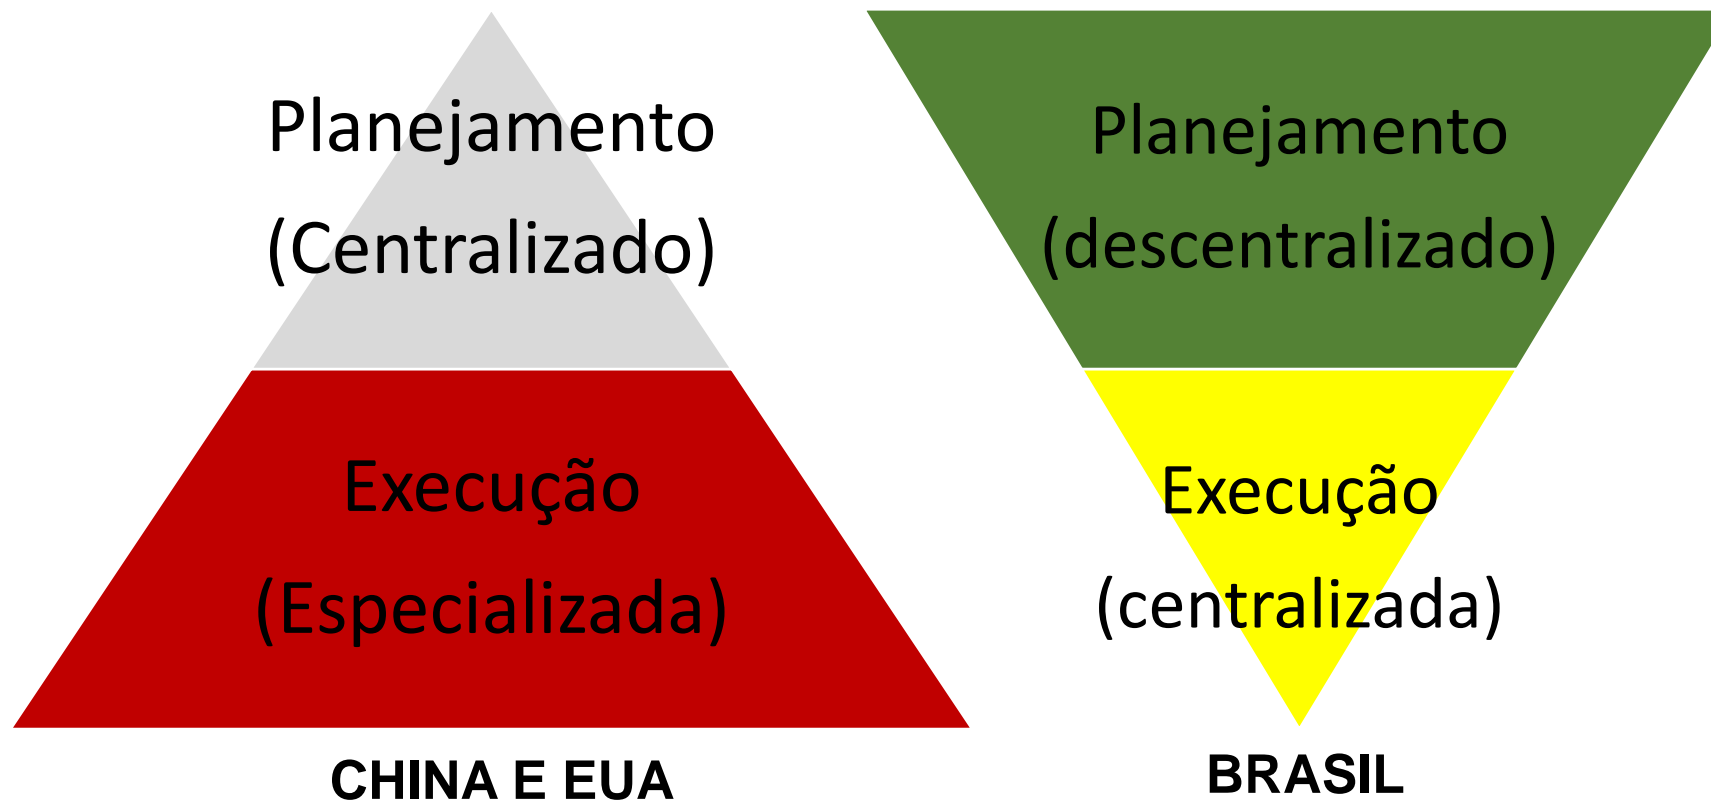 Planejamento
(Centralizado)
Execução
(Especializada)
CHINA E EUA
Planejamento
(descentralizado)
Execução
(centralizada)
BRASIL